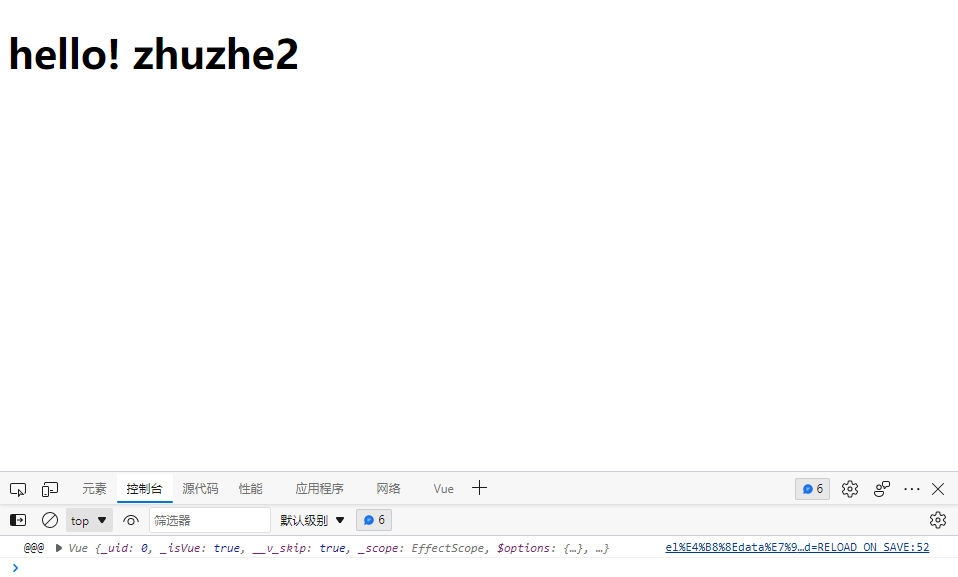 hello! zhuzhe2
元素 控制台 源代码 性能 应用程序 网络 Vue 6
top 筛选器 默认级别 6
@@@ Vue {_uid: 0, _isVue: true, __v_skip: true, _scope: EffectScope, $options: {…}, …} el%E4%B8%8Edata%E7%9…d=RELOAD_ON_SAVE:52